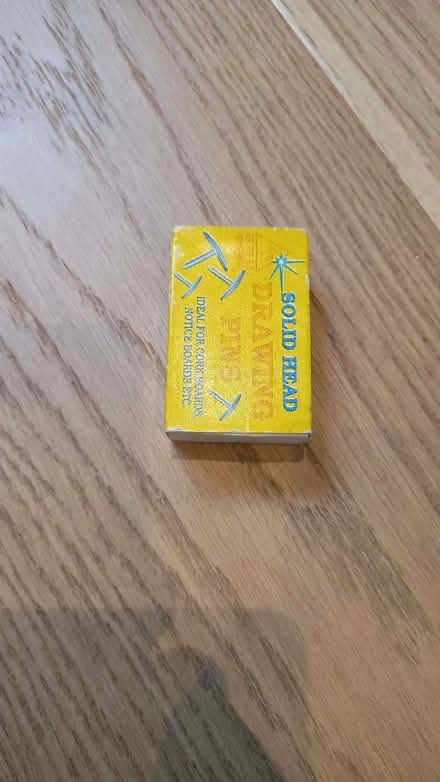 SOLID HEAD
DRAWING
PINS
IDEAL FOR CORK BOARDS
NOTICE BOARDS ETC.